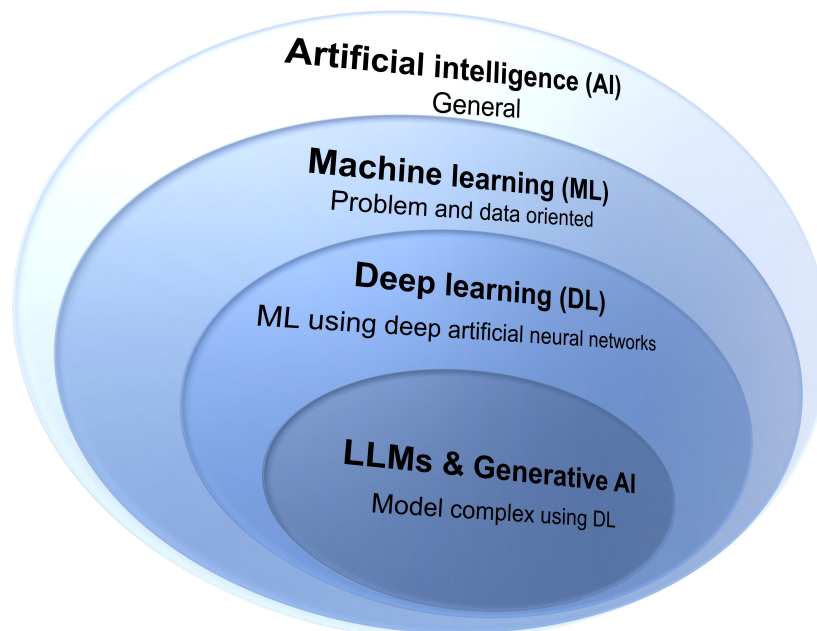 Artificial intelligence (AI)
General
Machine learning (ML)
Problem and data oriented
Deep learning (DL)
ML using deep artificial neural networks
LLMs & Generative AI
Model complex using DL